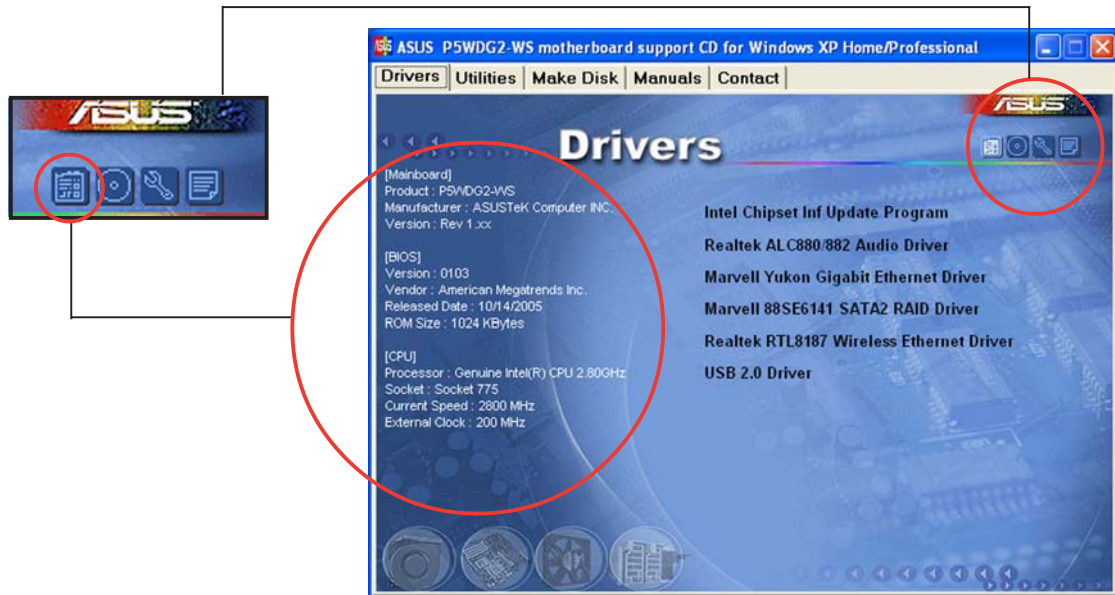 ASUS
ASUS P5WDG2-WS motherboard support CD for Windows XP Home/Professional
Drivers Utilities Make Disk Manuals Contact
ASUS
Drivers
[Mainboard]
Product : P5WDG2-WS
Manufacturer : ASUSTeK Computer INC.
Version : Rev 1.xx
[BIOS]
Version : 0103
Vendor : American Megatrends Inc.
Released Date : 10/14/2005
ROM Size : 1024 KBytes
[CPU]
Processor : Genuine Intel(R) CPU 2.80GHz
Socket : Socket 775
Current Speed : 2800 MHz
External Clock : 200 MHz
Intel Chipset Inf Update Program
Realtek ALC880/882 Audio Driver
Marvell Yukon Gigabit Ethernet Driver
Marvell 88SE6141 SATA2 RAID Driver
Realtek RTL8187 Wireless Ethernet Driver
USB 2.0 Driver